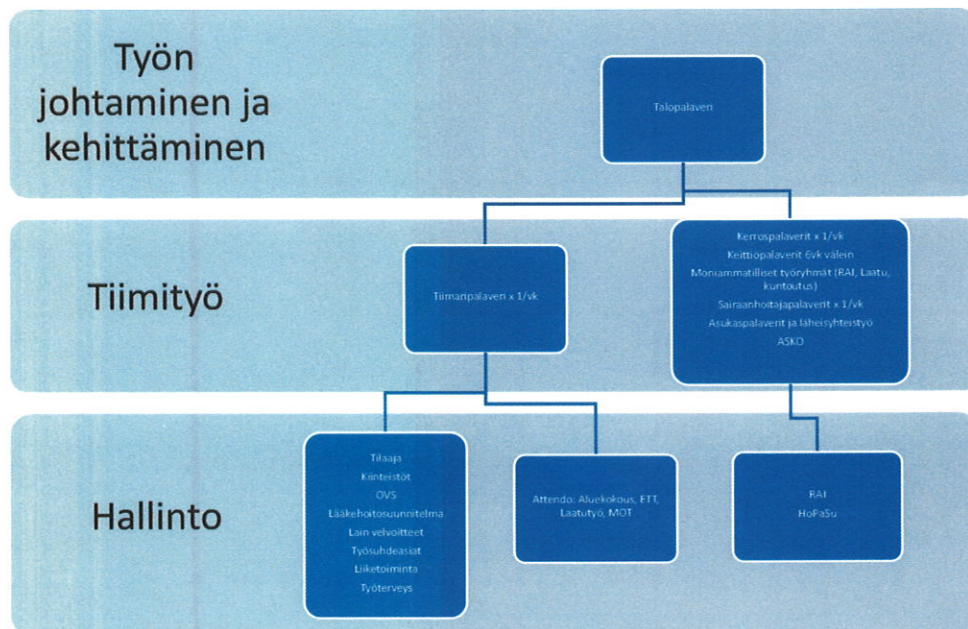 Työn
johtaminen ja
kehittäminen
Talopalaveri
Tiimityö
Tiimaripalaveri x 1/vk
Kerrospalaverit x 1/vk
Keittiöpalaverit 6vk välein
Moniammatilliset työryhmät (RAI, Laatu,
kuntoutus)
Sairaanhoitajapalaverit x 1/vk
Asukaspalaverit ja läheisyhteistyö
ASKO
Hallinto
Tilaaja
Kiinteistöt
OVS
Lääkehoitosuunnitelma
Lain velvoitteet
Työsuhdeasiat
Liiketoiminta
Työterveys
Attendo: Aluekokous, ETT,
Laatutyö, MOT
RAI
HoPaSu